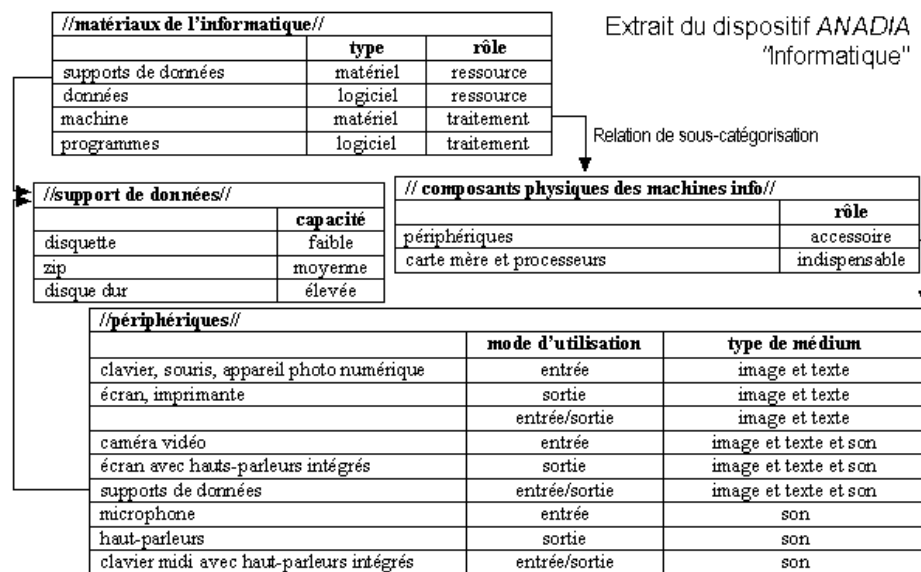 Extrait du dispositif ANADIA
"Informatique"
//matériaux de l'informatique//
type rôle
supports de données matériel ressource
données logiciel ressource
machine matériel traitement
programmes logiciel traitement
Relation de sous-catégorisation
//support de données//
capacité
disquette faible
zip moyenne
disque dur élevée
// composants physiques des machines info//
rôle
périphériques accessoire
carte mère et processeurs indispensable
//périphériques//
mode d'utilisation type de médium
clavier, souris, appareil photo numérique entrée image et texte
écran, imprimante sortie image et texte
entrée/sortie image et texte
caméra vidéo entrée image et texte et son
écran avec hauts-parleurs intégrés sortie image et texte et son
supports de données entrée/sortie image et texte et son
microphone entrée son
haut-parleurs sortie son
clavier midi avec haut-parleurs intégrés entrée/sortie son